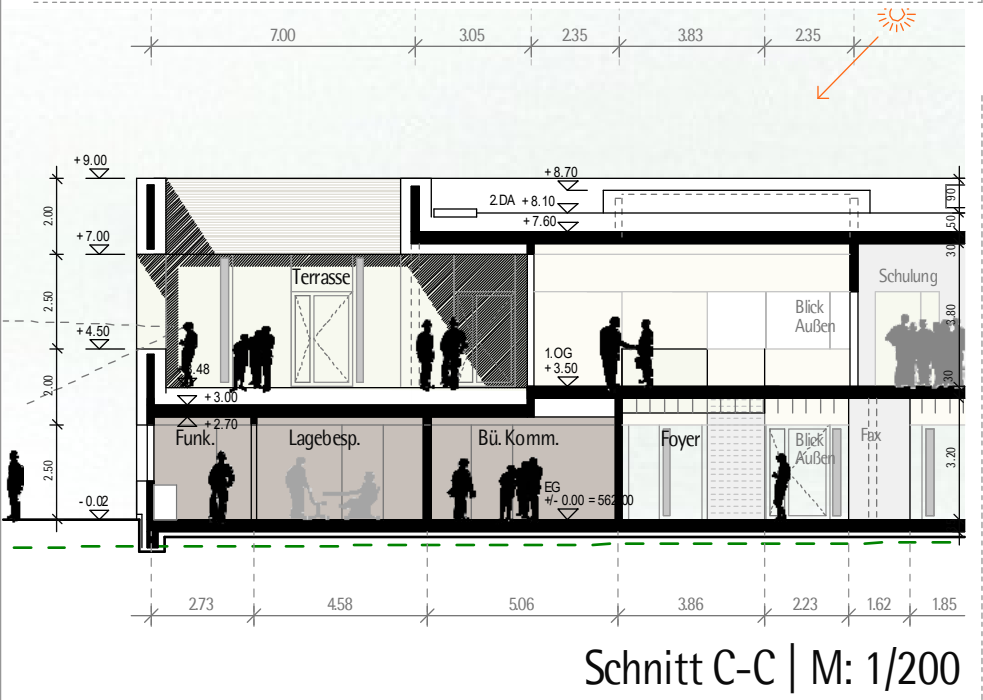 7.00 3.05 2.35 3.83 2.35
+9.00
+8.70
2.DA +8.10
+7.60
2.00
90
50
30
+7.00
Terrasse
Schulung
2.50
Blick
Außen
3.80
+4.50
1.OG
+3.50
.48
30
2.00
+3.00
+2.70
Funk. Lagebesp. Bü. Komm. Foyer Blick
Außen
Fax
3.20
2.50
EG
+/- 0.00 = 562.00
-0.02
2.73 4.58 5.06 3.86 2.23 1.62 1.85
Schnitt C-C | M: 1/200